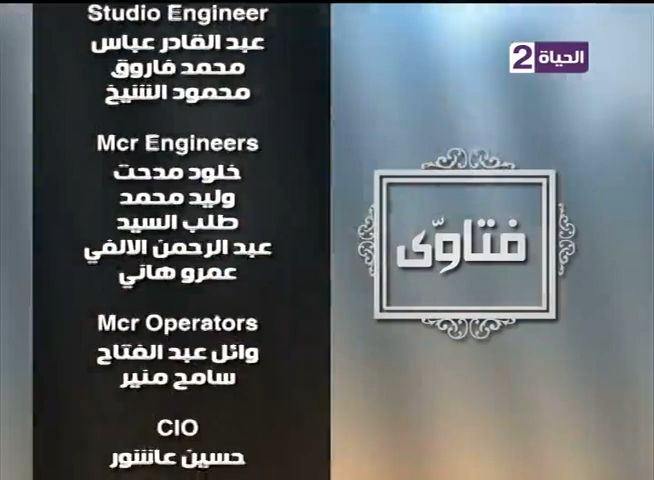 Studio Engineer
عبد القادر عباس
محمد فاروق
محمود الشيخ
Mcr Engineers
خلود مدحت
وليد محمد
طلب السيد
عبد الرحمن الالفي
عمرو هاني
Mcr Operators
وائل عبد الفتاح
سامح منير
CIO
حسين عاشور
الحياة 2
فتاوّى